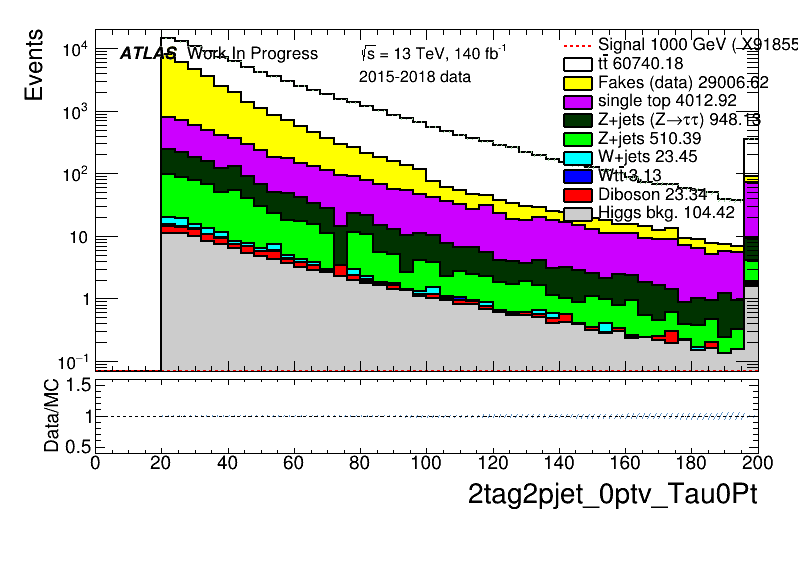 Events
10⁴
10³
10²
10
1
10⁻¹
ATLAS Work In Progress
√s = 13 TeV, 140 fb⁻¹
2015-2018 data
Signal 1000 GeV ( X91855
tt̄ 60740.18
Fakes (data) 29006.62
single top 4012.92
Z+jets (Z→ττ) 948.13
Z+jets 510.39
W+jets 23.45
Wtt 3.13
Diboson 23.34
Higgs bkg. 104.42
Data/MC
1.5
1
0.5
0 20 40 60 80 100 120 140 160 180 200
2tag2pjet_0ptv_Tau0Pt